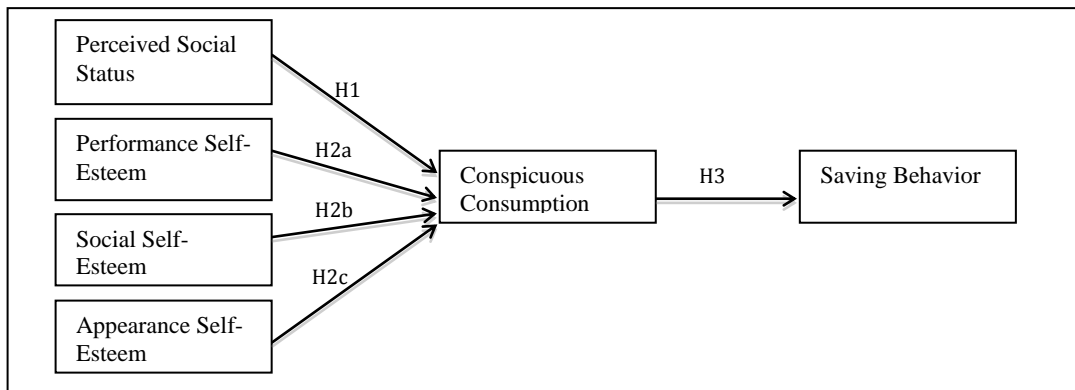 Perceived Social
Status
H1
Performance Self-
Esteem
H2a
Social Self-
Esteem
H2b
Appearance Self-
Esteem
H2c
Conspicuous
Consumption
H3
Saving Behavior